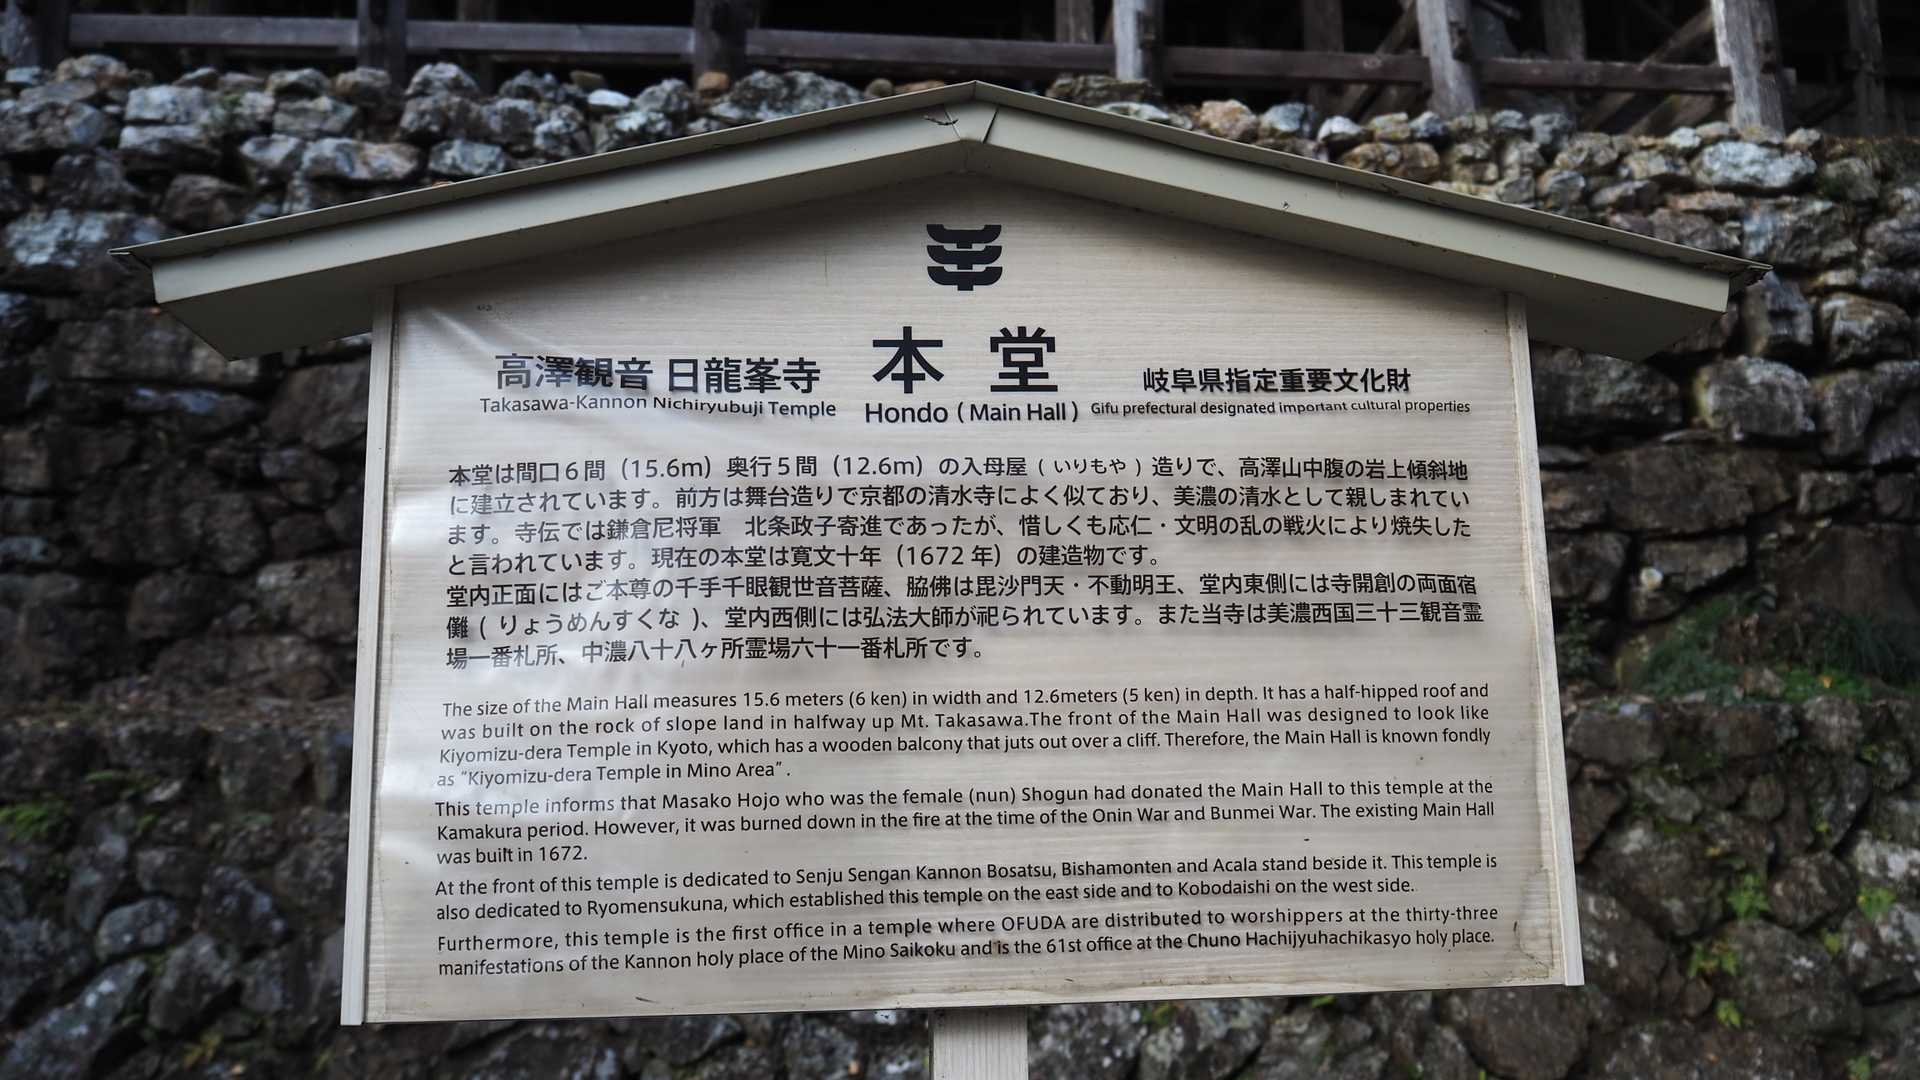 本堂
高澤観音 日龍峯寺
Takasawa-Kannon Nichiryubuji Temple
Hondo ( Main Hall )
岐阜県指定重要文化財
Gifu prefectural designated important cultural properties
本堂は間口６間（15.6m）奥行５間（12.6m）の入母屋 ( いりもや ) 造りで、高澤山中腹の岩上傾斜地
に建立されています。前方は舞台造りで京都の清水寺によく似ており、美濃の清水として親しまれてい
ます。寺伝では鎌倉尼将軍　北条政子寄進であったが、惜しくも応仁・文明の乱の戦火により焼失した
と言われています。現在の本堂は寛文十年（1672 年）の建造物です。
堂内正面にはご本尊の千手千眼観世音菩薩、脇佛は毘沙門天・不動明王、堂内東側には寺開創の両面宿
儺 ( りょうめんすくな )、堂内西側には弘法大師が祀られています。また当寺は美濃西国三十三観音霊
場一番札所、中濃八十八ヶ所霊場六十一番札所です。
The size of the Main Hall measures 15.6 meters (6 ken) in width and 12.6meters (5 ken) in depth. It has a half-hipped roof and
was built on the rock of slope land in halfway up Mt. Takasawa.The front of the Main Hall was designed to look like
Kiyomizu-dera Temple in Kyoto, which has a wooden balcony that juts out over a cliff. Therefore, the Main Hall is known fondly
as "Kiyomizu-dera Temple in Mino Area" .
This temple informs that Masako Hojo who was the female (nun) Shogun had donated the Main Hall to this temple at the
Kamakura period. However, it was burned down in the fire at the time of the Onin War and Bunmei War. The existing Main Hall
was built in 1672.
At the front of this temple is dedicated to Senju Sengan Kannon Bosatsu, Bishamonten and Acala stand beside it. This temple is
also dedicated to Ryomensukuna, which established this temple on the east side and to Kobodaishi on the west side.
Furthermore, this temple is the first office in a temple where OFUDA are distributed to worshippers at the thirty-three
manifestations of the Kannon holy place of the Mino Saikoku and is the 61st office at the Chuno Hachijyuhachikasyo holy place.